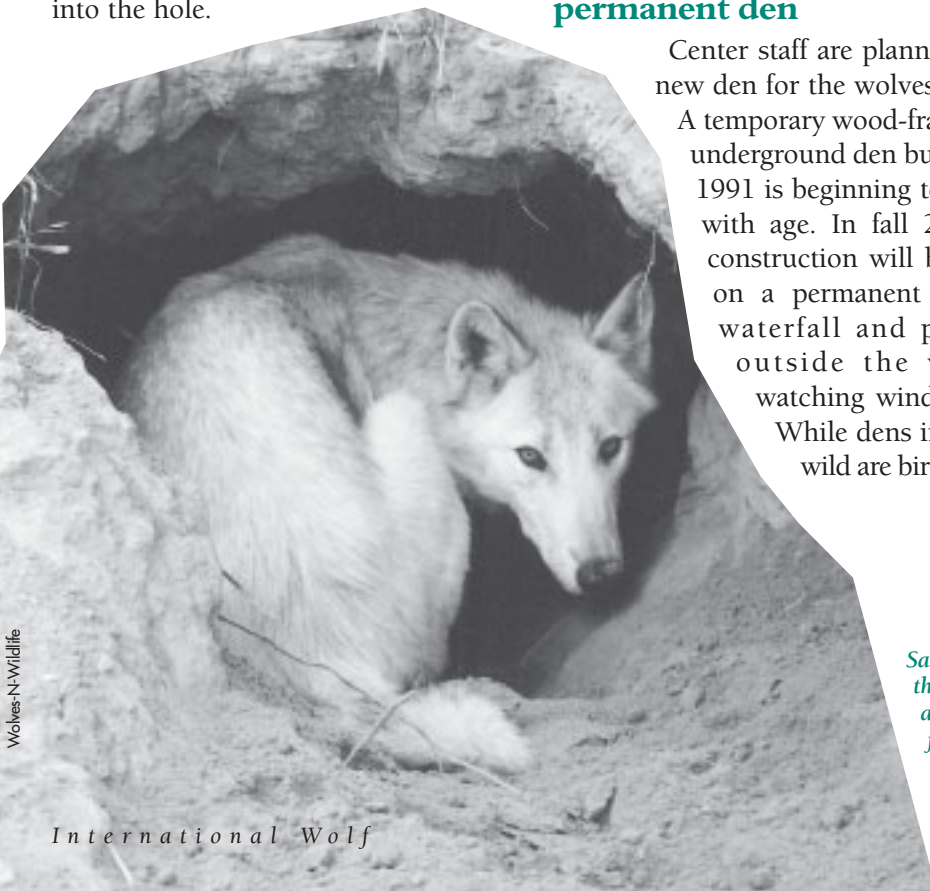 into the hole.
permanent den
Center staff are plann
new den for the wolves
A temporary wood-fra
underground den bu
1991 is beginning t
with age. In fall 2
construction will b
on a permanent
waterfall and p
outside the
watching wind
While dens i
wild are bir
Sa
th
a
f
Wolves-N-Wildlife
International Wolf